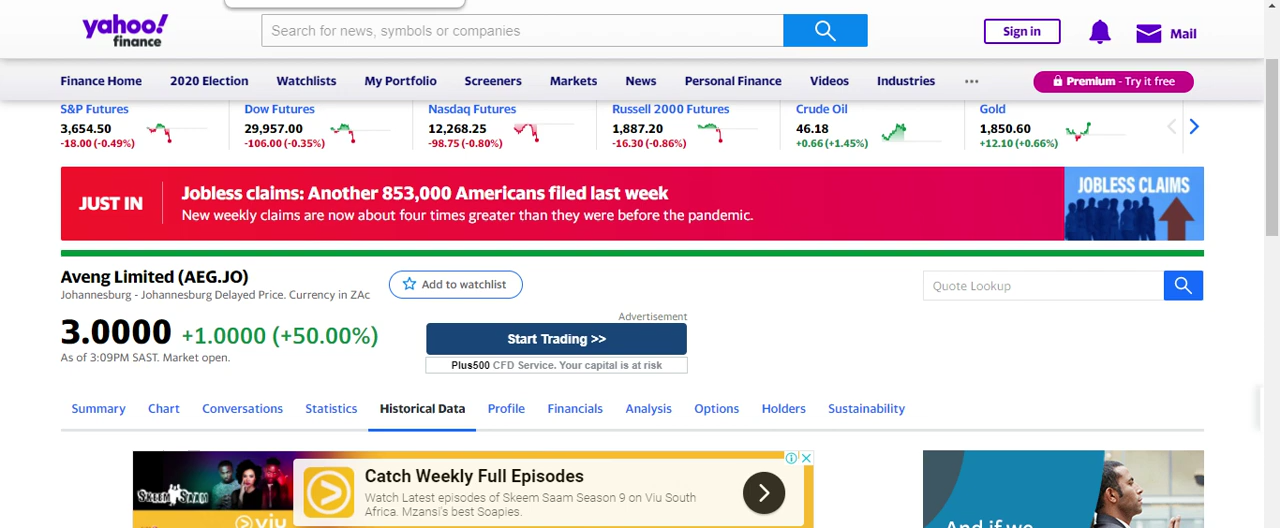 yahoo!
finance
Search for news, symbols or companies
Sign in
Mail
Finance Home 2020 Election Watchlists My Portfolio Screeners Markets News Personal Finance Videos Industries ••• Premium - Try it free
S&P Futures Dow Futures Nasdaq Futures Russell 2000 Futures Crude Oil Gold
3,654.50 29,957.00 12,268.25 1,887.20 46.18 1,850.60
-18.00 (-0.49%) -106.00 (-0.35%) -98.75 (-0.80%) -16.30 (-0.86%) +0.66 (+1.45%) +12.10 (+0.66%)
JUST IN
Jobless claims: Another 853,000 Americans filed last week
New weekly claims are now about four times greater than they were before the pandemic.
JOBLESS CLAIMS
Aveng Limited (AEG.JO)
Johannesburg - Johannesburg Delayed Price. Currency in ZAc
Add to watchlist
Quote Lookup
3.0000 +1.0000 (+50.00%)
As of 3:09PM SAST. Market open.
Advertisement
Start Trading >>
Plus500 CFD Service. Your capital is at risk
Summary Chart Conversations Statistics Historical Data Profile Financials Analysis Options Holders Sustainability
SKEEM SAAM
viu
Catch Weekly Full Episodes
Watch Latest episodes of Skeem Saam Season 9 on Viu South
Africa. Mzansi's best Soapies.
And if we